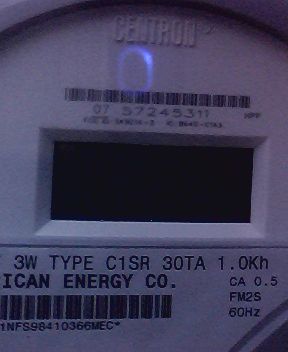 CENTRON
07 57245311
3W TYPE C1SR 30TA 1.0Kh
ICAN ENERGY CO.
CA 0.5
FM2S
60Hz
1NFS98410366MEC*